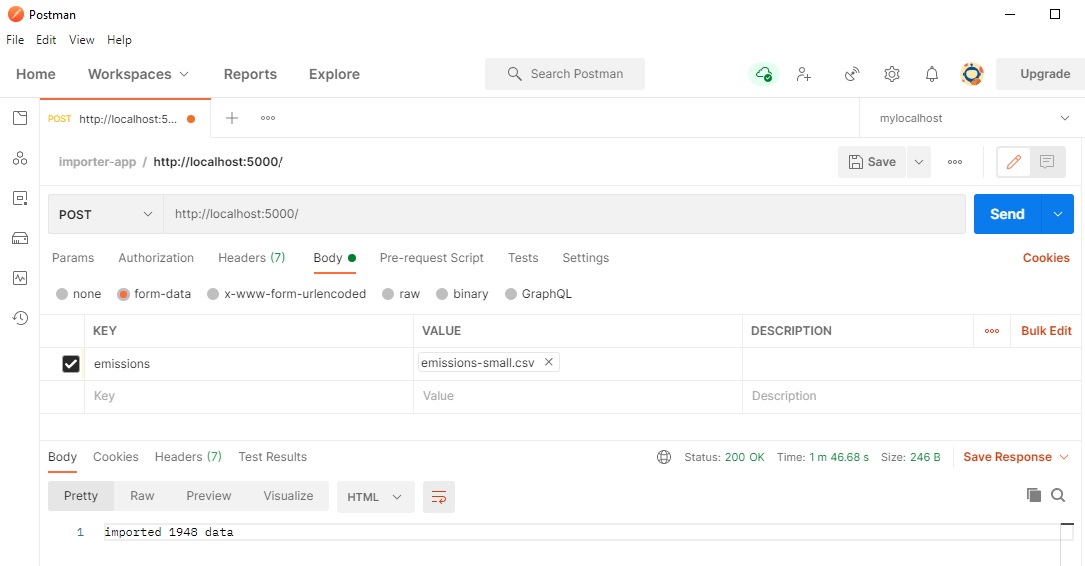 Postman
File Edit View Help
Home Workspaces Reports Explore Search Postman Upgrade
POST http://localhost:5... mylocalhost
importer-app / http://localhost:5000/ Save
POST http://localhost:5000/ Send
Params Authorization Headers (7) Body Pre-request Script Tests Settings Cookies
none form-data x-www-form-urlencoded raw binary GraphQL
KEY VALUE DESCRIPTION Bulk Edit
emissions emissions-small.csv
Key Value Description
Body Cookies Headers (7) Test Results Status: 200 OK Time: 1 m 46.68 s Size: 246 B Save Response
Pretty Raw Preview Visualize HTML
1 imported 1948 data